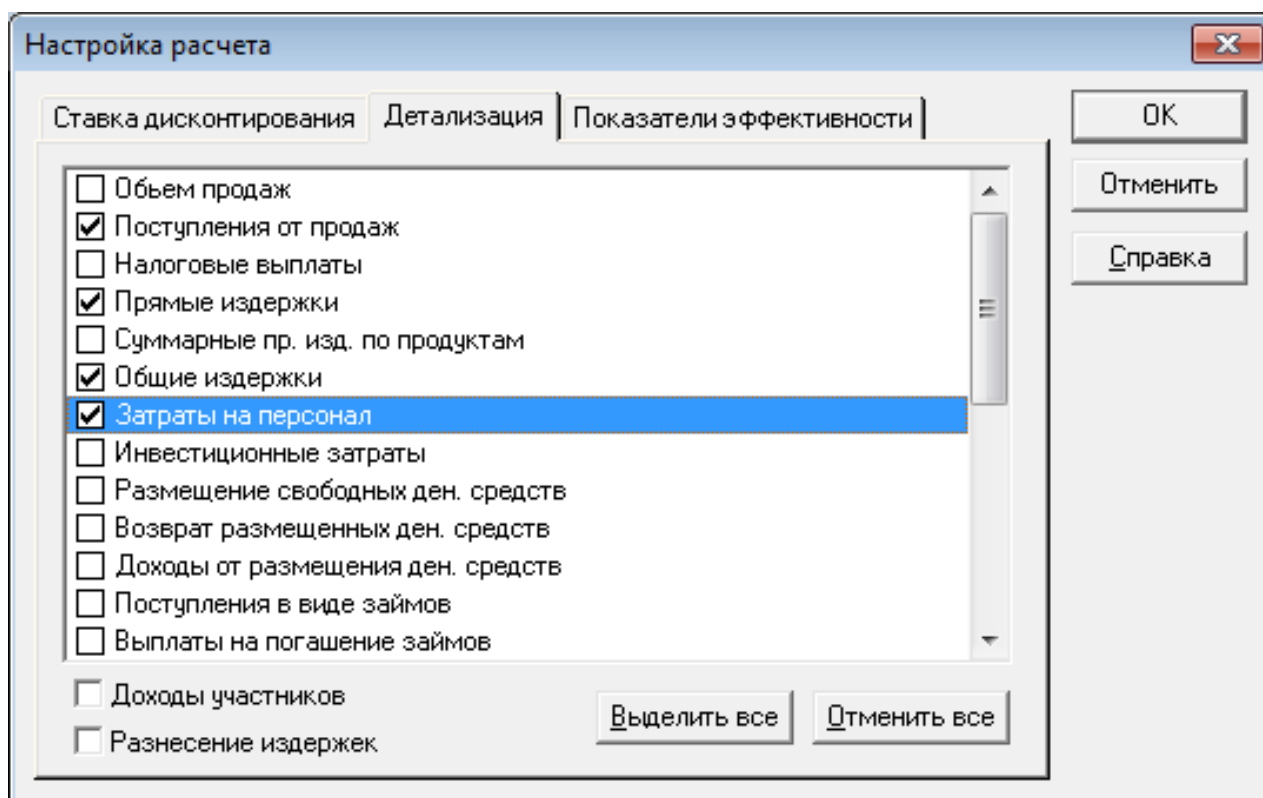 Настройка расчета
Ставка дисконтирования Детализация Показатели эффективности
OK
Отменить
Справка
Обьем продаж
Поступления от продаж
Налоговые выплаты
Прямые издержки
Суммарные пр. изд. по продуктам
Общие издержки
Затраты на персонал
Инвестиционные затраты
Размещение свободных ден. средств
Возврат размещенных ден. средств
Доходы от размещения ден. средств
Поступления в виде займов
Выплаты на погашение займов
Доходы участников
Разнесение издержек
Выделить все Отменить все